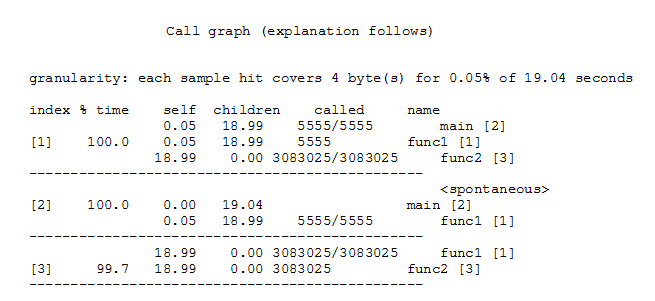 Call graph (explanation follows)
granularity: each sample hit covers 4 byte(s) for 0.05% of 19.04 seconds
index % time    self  children    called     name
                0.05   18.99    5555/5555        main [2]
[1]    100.0    0.05   18.99    5555         func1 [1]
               18.99    0.00 3083025/3083025     func2 [3]
-------------------------------------------------
                                                 <spontaneous>
[2]    100.0    0.00   19.04                 main [2]
                0.05   18.99    5555/5555        func1 [1]
-------------------------------------------------
               18.99    0.00 3083025/3083025     func1 [1]
[3]     99.7   18.99    0.00 3083025         func2 [3]
-------------------------------------------------